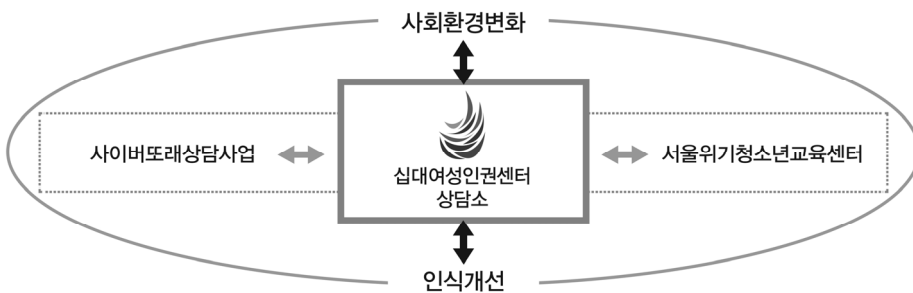 사회환경변화
사이버또래상담사업
십대여성인권센터
상담소
서울위기청소년교육센터
인식개선